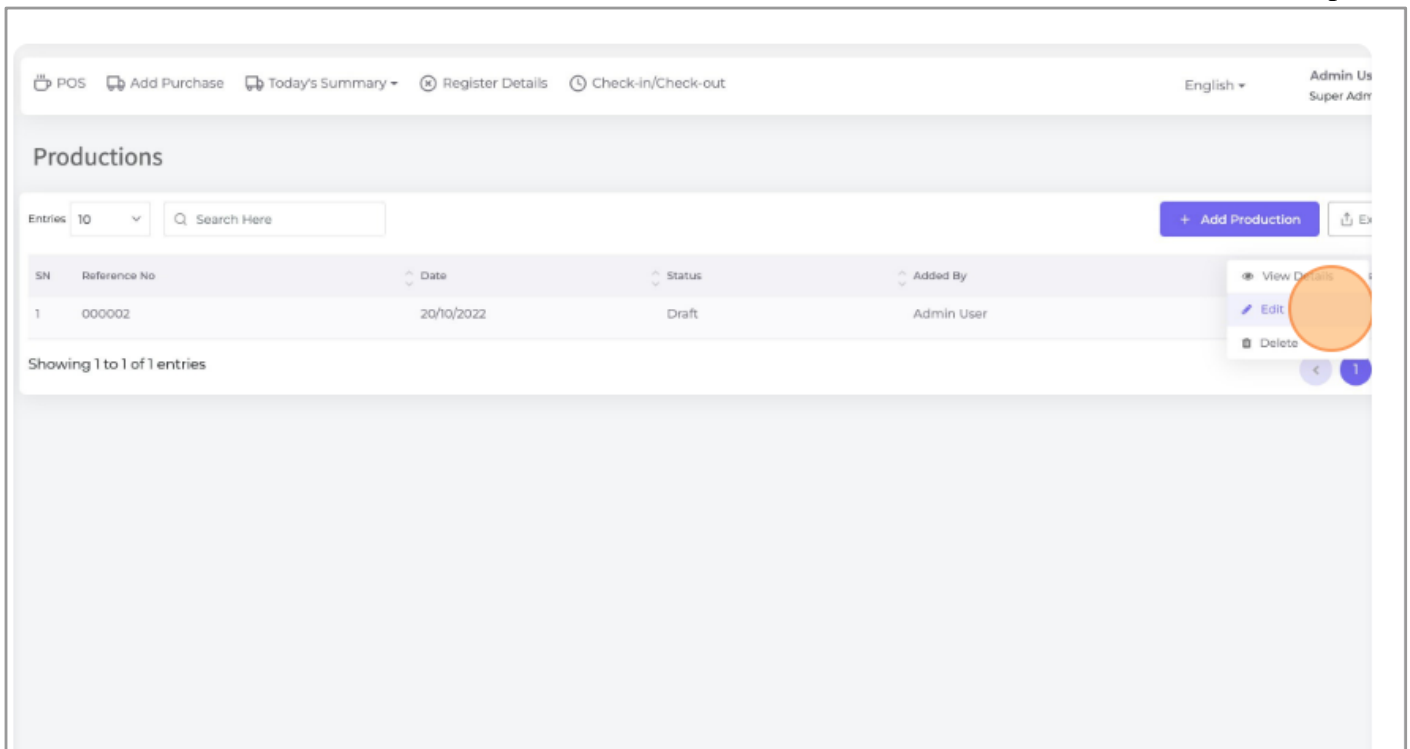 POS Add Purchase Today's Summary Register Details Check-in/Check-out English Admin Us
Super Adm
Productions
Entries 10 Search Here + Add Production Ex
SN Reference No Date Status Added By
View Details
1 000002 20/10/2022 Draft Admin User
Edit
Delete
Showing 1 to 1 of 1 entries
< 1